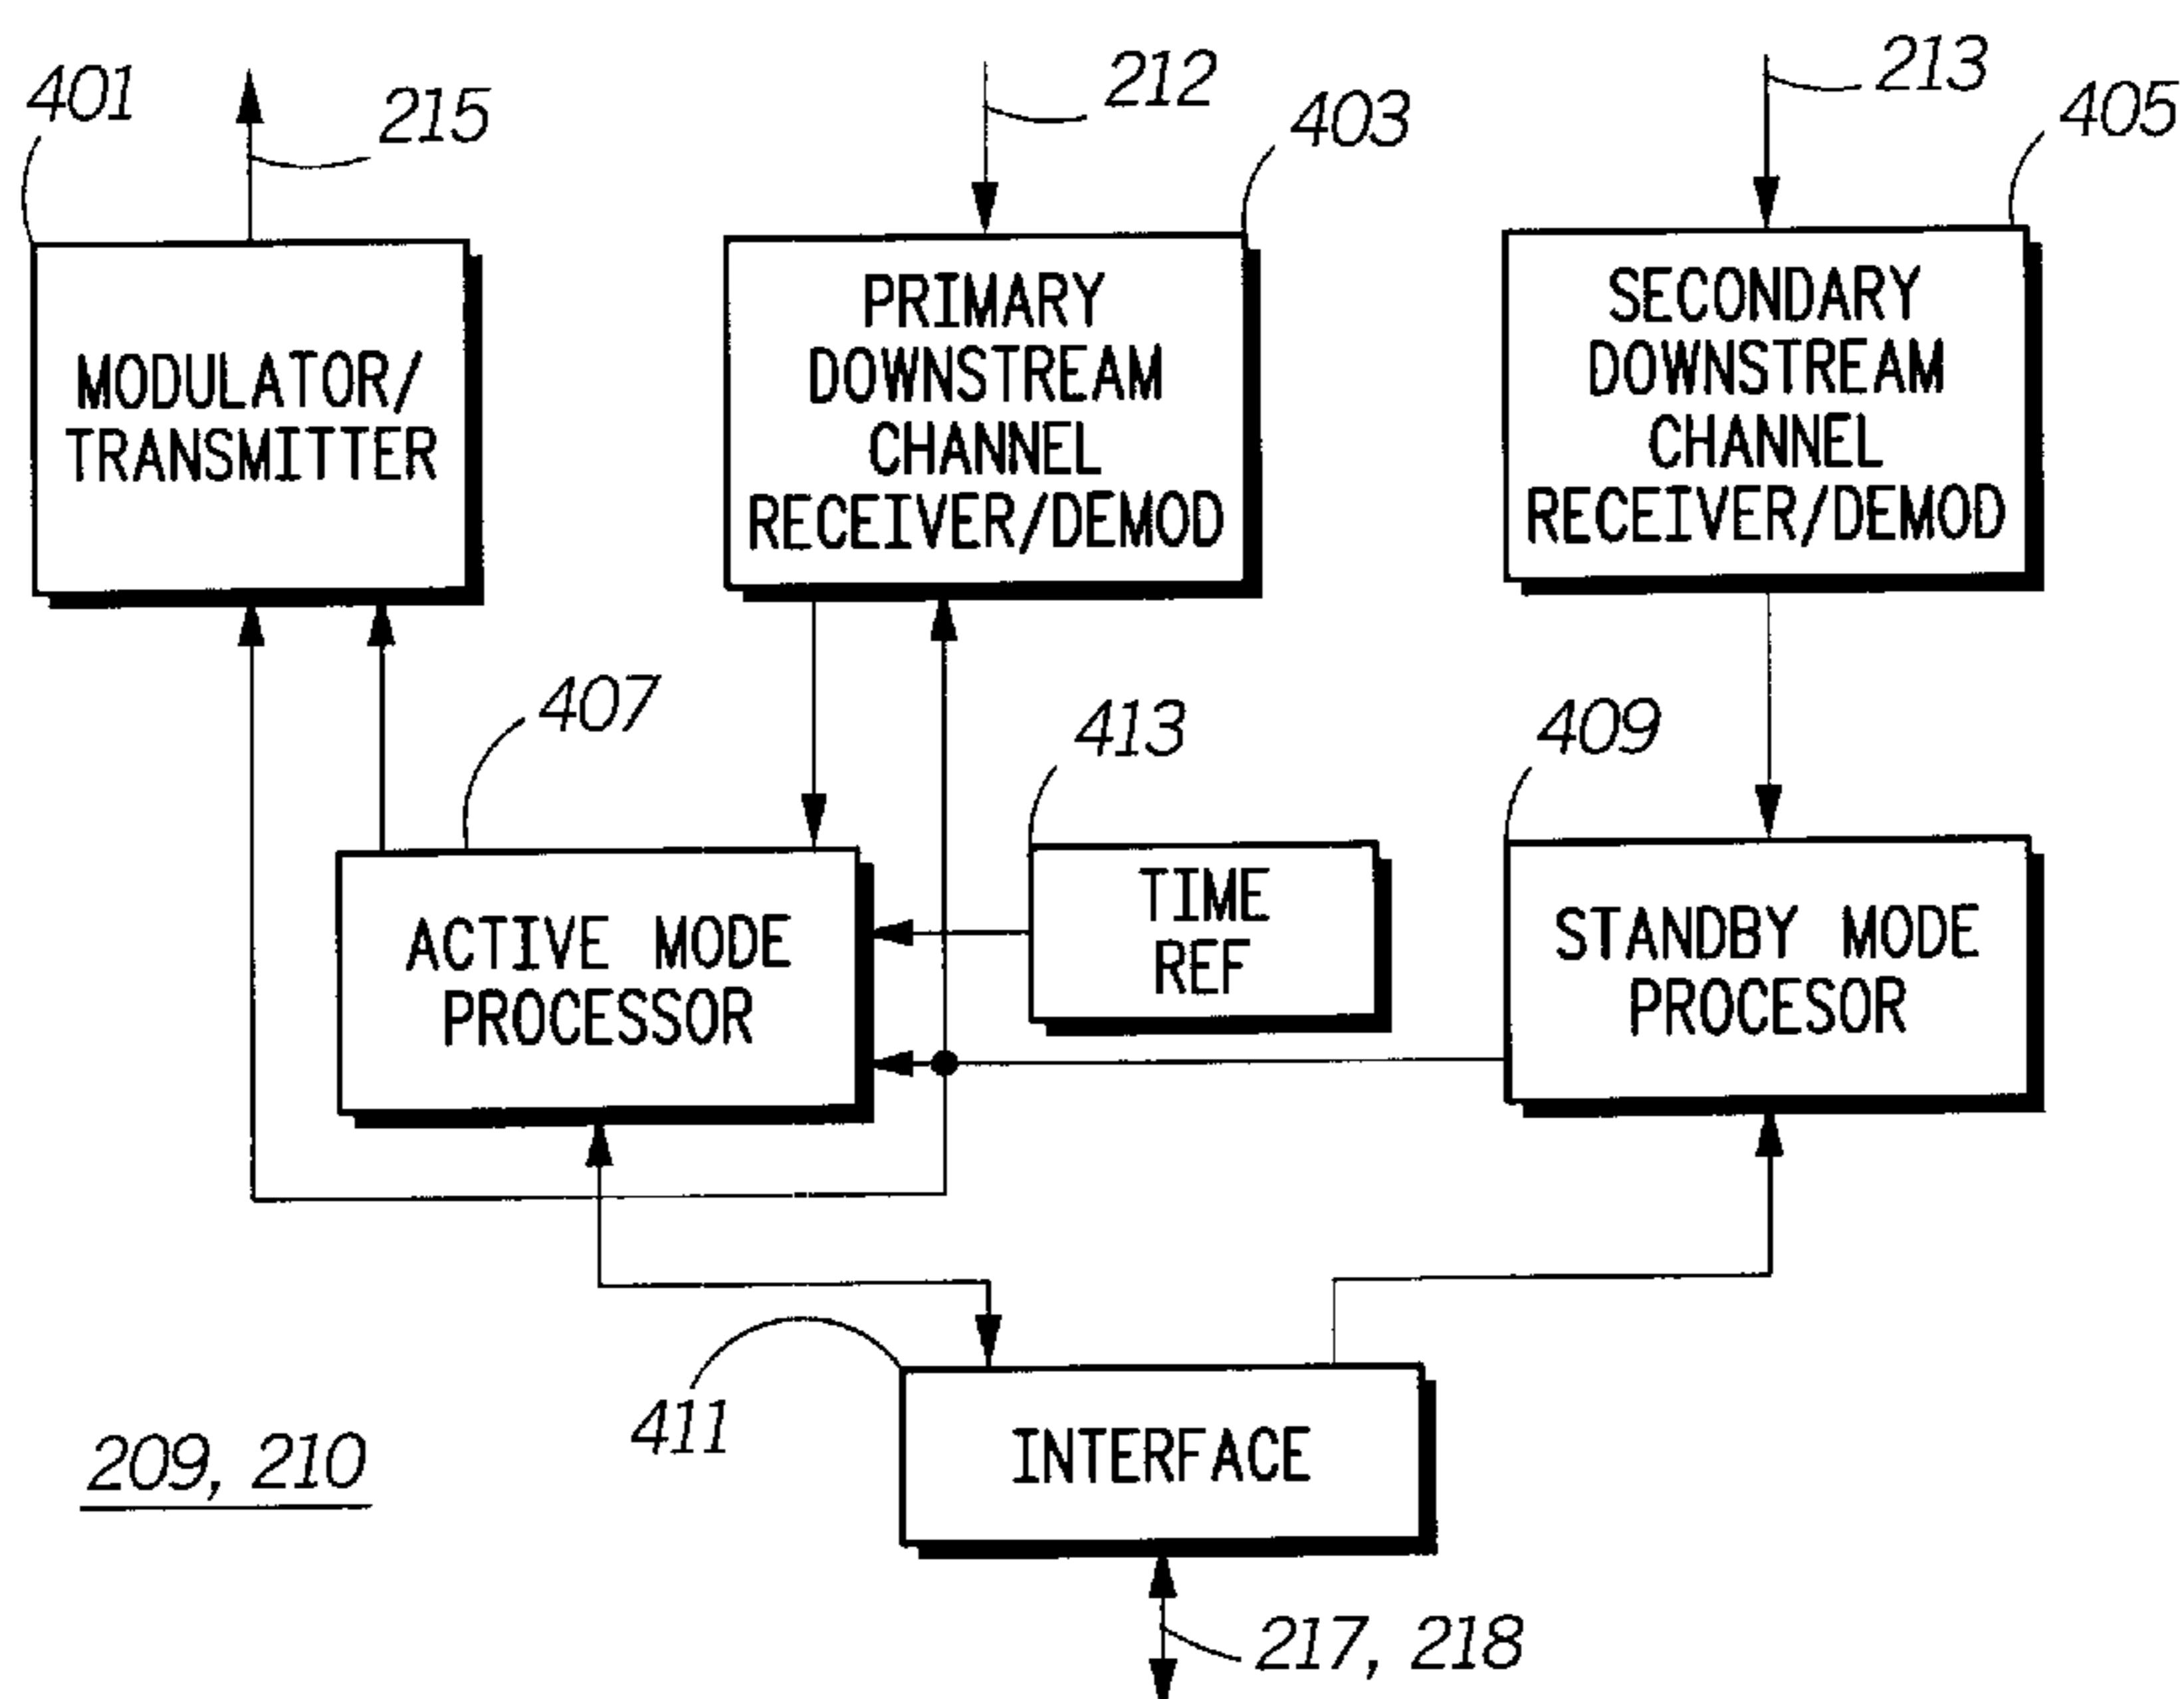 401
215
212
403
213
405
MODULATOR/
TRANSMITTER
PRIMARY
DOWNSTREAM
CHANNEL
RECEIVER/DEMOD
SECONDARY
DOWNSTREAM
CHANNEL
RECEIVER/DEMOD
407
413
409
ACTIVE MODE
PROCESSOR
TIME
REF
STANDBY MODE
PROCESOR
411
INTERFACE
209, 210
217, 218